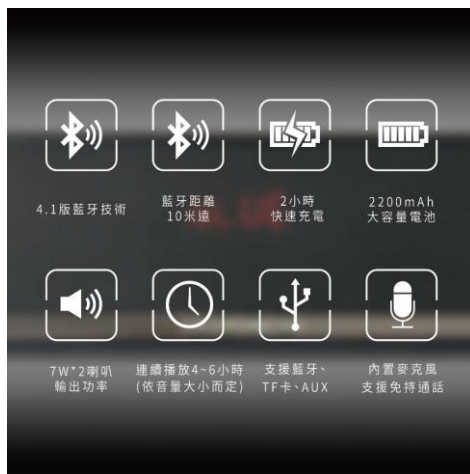 4.1版藍牙技術
藍牙距離
10米遠
2小時
快速充電
2200mAh
大容量電池
7W*2喇叭
輸出功率
連續播放4~6小時
(依音量大小而定)
支援藍牙、
TF卡、AUX
內置麥克風
支援免持通話